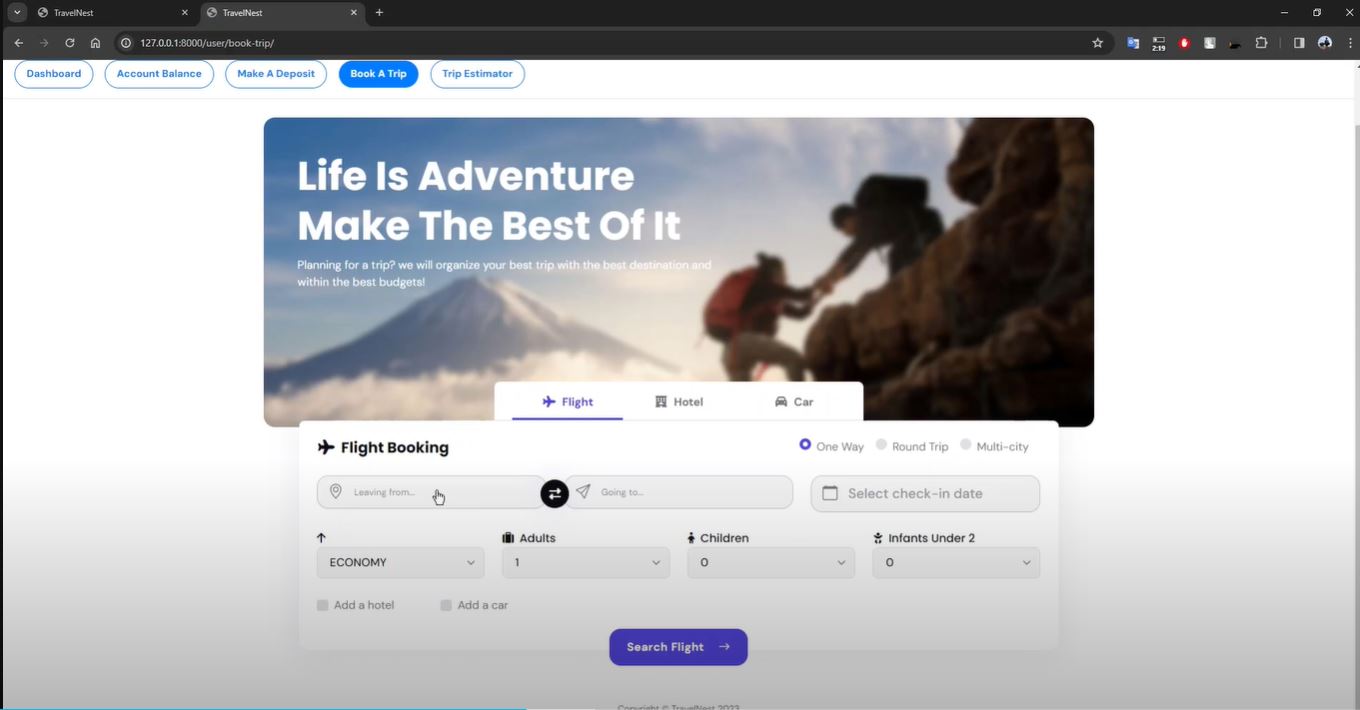 TravelNest
TravelNest
127.0.0.1:8000/user/book-trip/
2:19
Dashboard
Account Balance
Make A Deposit
Book A Trip
Trip Estimator
Life Is Adventure
Make The Best Of It
Planning for a trip? we will organize your best trip with the best destination and
within the best budgets!
Flight
Hotel
Car
Flight Booking
One Way
Round Trip
Multi-city
Leaving from...
Going to...
Select check-in date
Adults
Children
Infants Under 2
ECONOMY
1
0
0
Add a hotel
Add a car
Search Flight
Copyright © TravelNest 2023